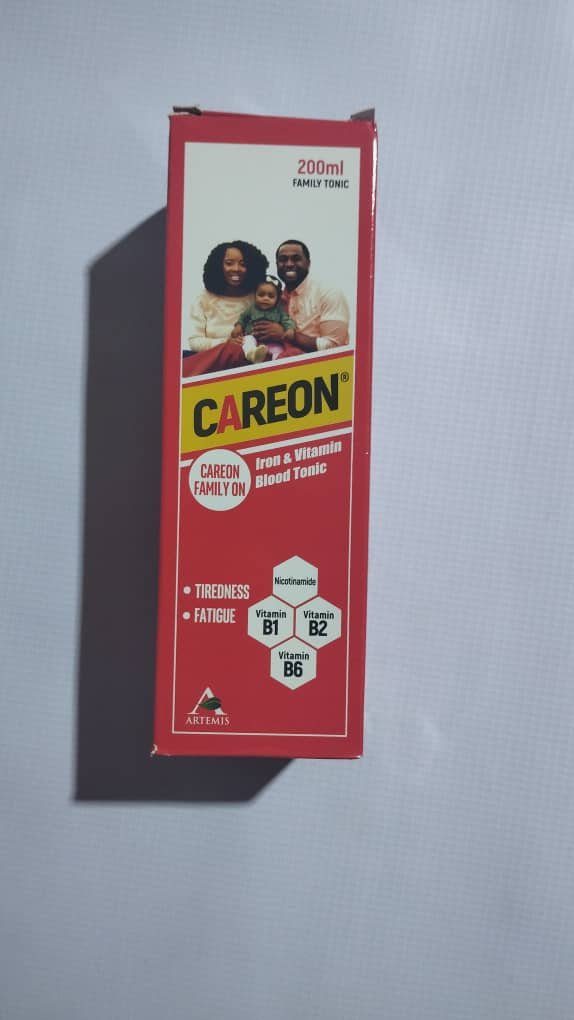 200ml
FAMILY TONIC
CAREON®
CAREON
FAMILY ON
Iron & Vitamin
Blood Tonic
• TIREDNESS
• FATIGUE
Nicotinamide
Vitamin
B1
Vitamin
B2
Vitamin
B6
ARTEMIS